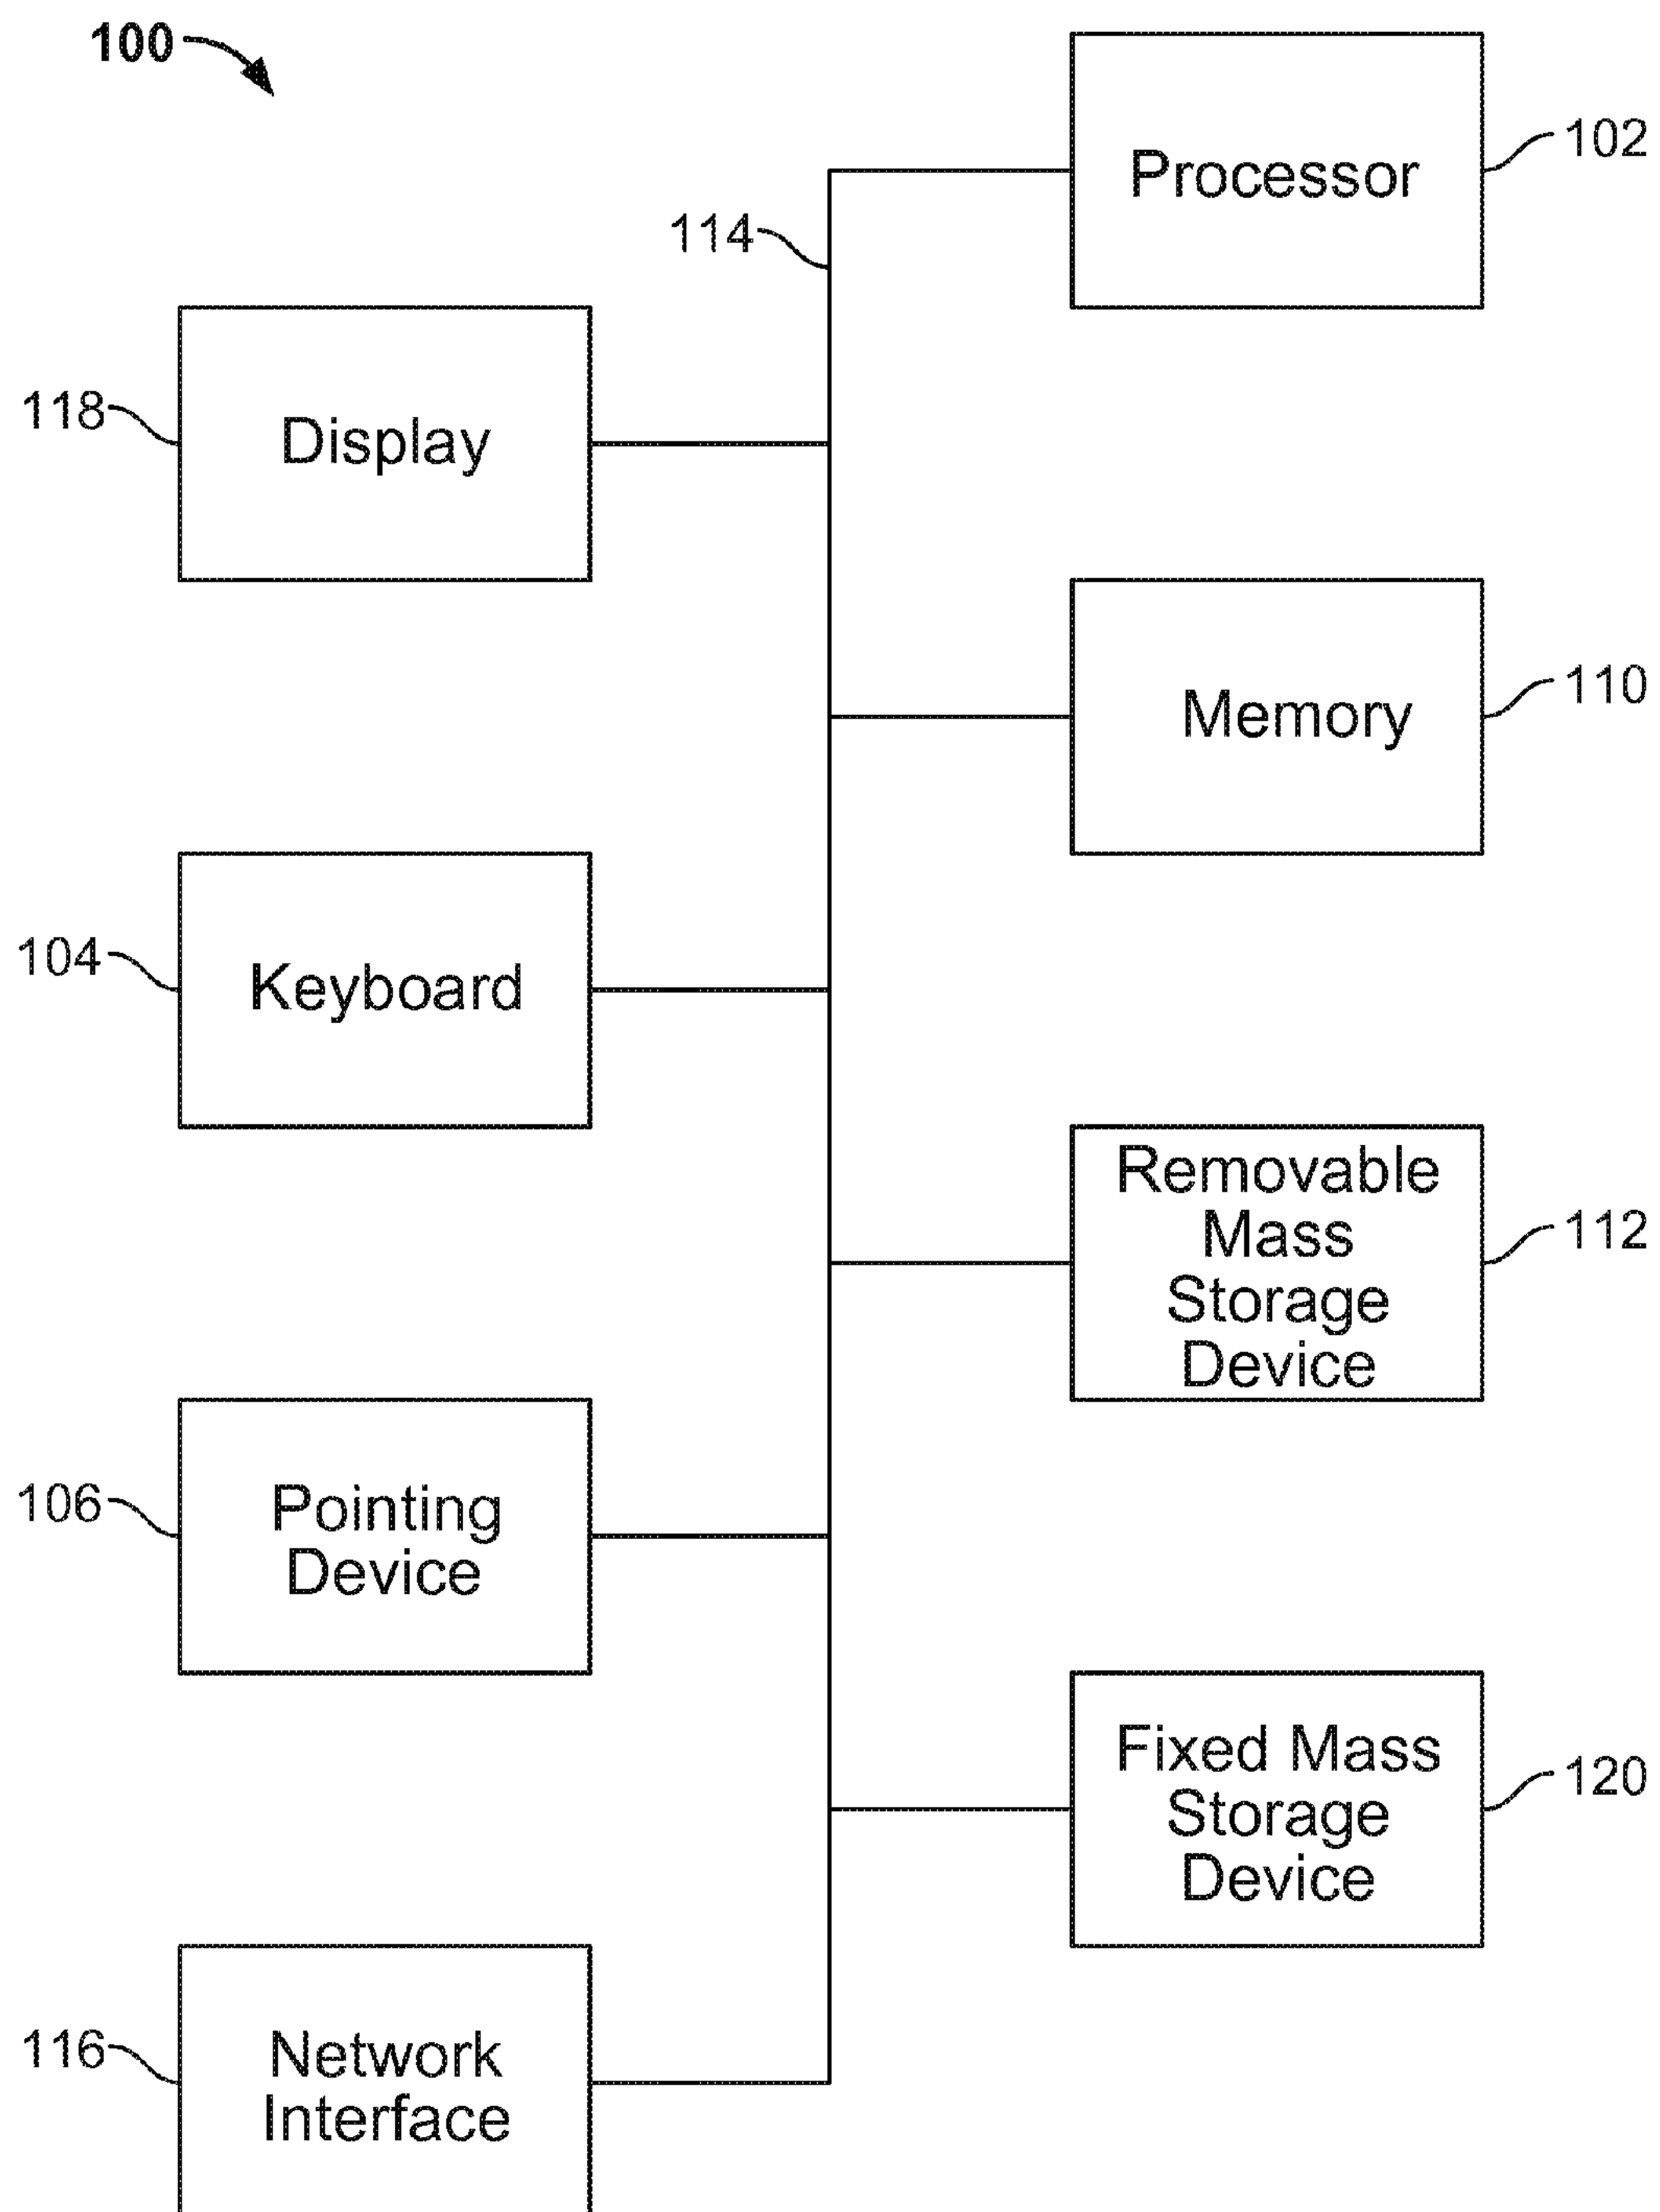 100
Processor
102
114
118
Display
Memory
110
104
Keyboard
Removable
Mass
Storage
Device
112
106
Pointing
Device
Fixed Mass
Storage
Device
120
116
Network
Interface